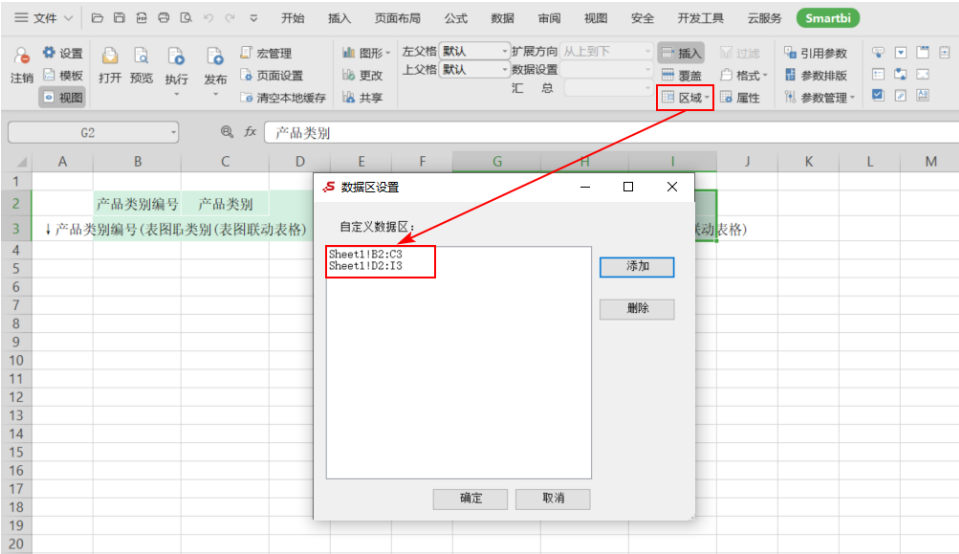 文件 开始 插入 页面布局 公式 数据 审阅 视图 安全 开发工具 云服务 Smartbi
设置 宏管理 图形 左父格 默认 扩展方向 从上到下 插入 过滤 引用参数
注销 模板 打开 预览 执行 发布 页面设置 更改 上父格 默认 数据设置 覆盖 格式 参数排版
视图 清空本地缓存 共享 汇 总 区域 属性 参数管理
G2 fx 产品类别
A B C D E F G H I J K L M
1
2 产品类别编号 产品类别
3 ↓产品类别编号(表图联 类别(表图联动表格) 联动表格)
4
5
6
7
8
9
10
11
12
13
14
15
16
17
18
19
20
数据区设置
自定义数据区:
Sheet1!B2:C3
Sheet1!D2:I3
添加
删除
确定 取消